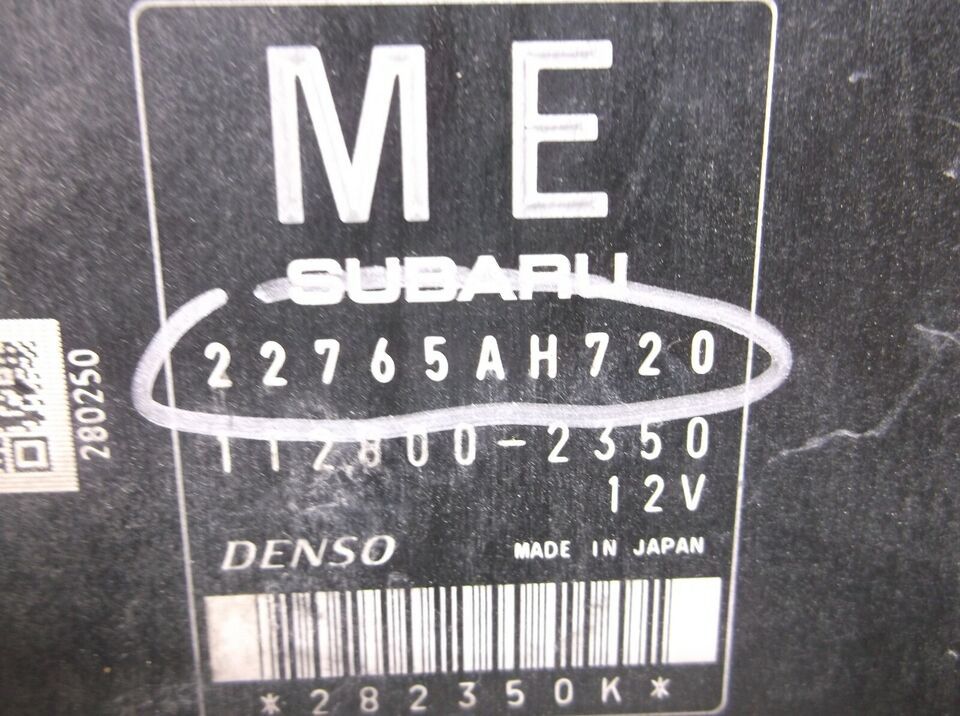 ME
SUBARU
22765AH720
112800-2350
12V
DENSO MADE IN JAPAN
*282350K*
280250